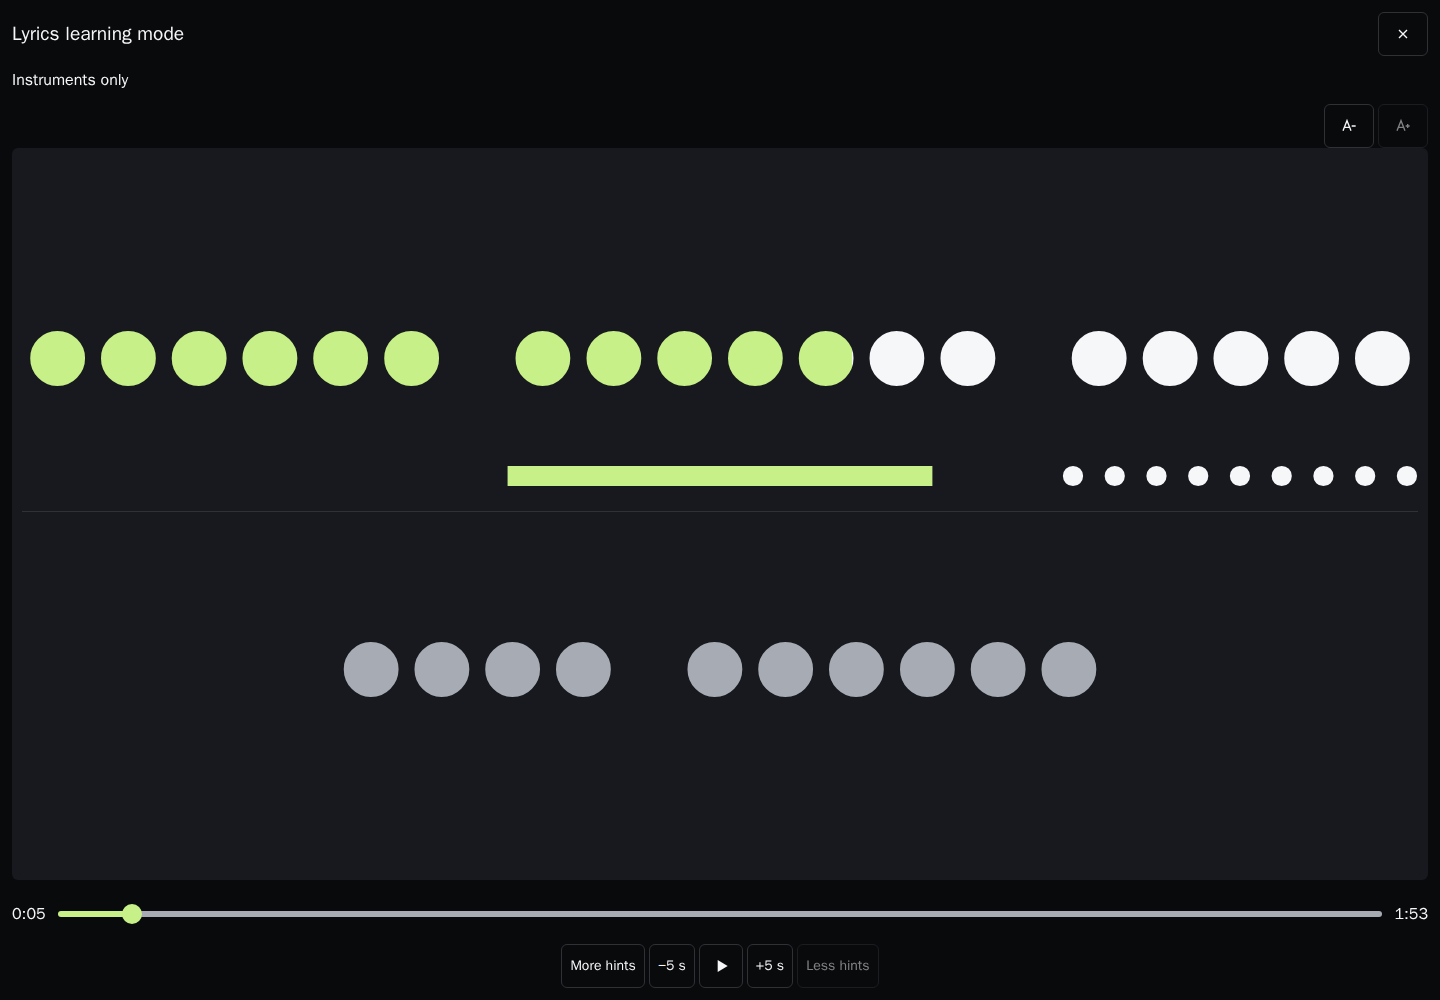 Lyrics learning mode
×
Instruments only
A-
A+
0:05
1:53
More hints
−5 s
+5 s
Less hints